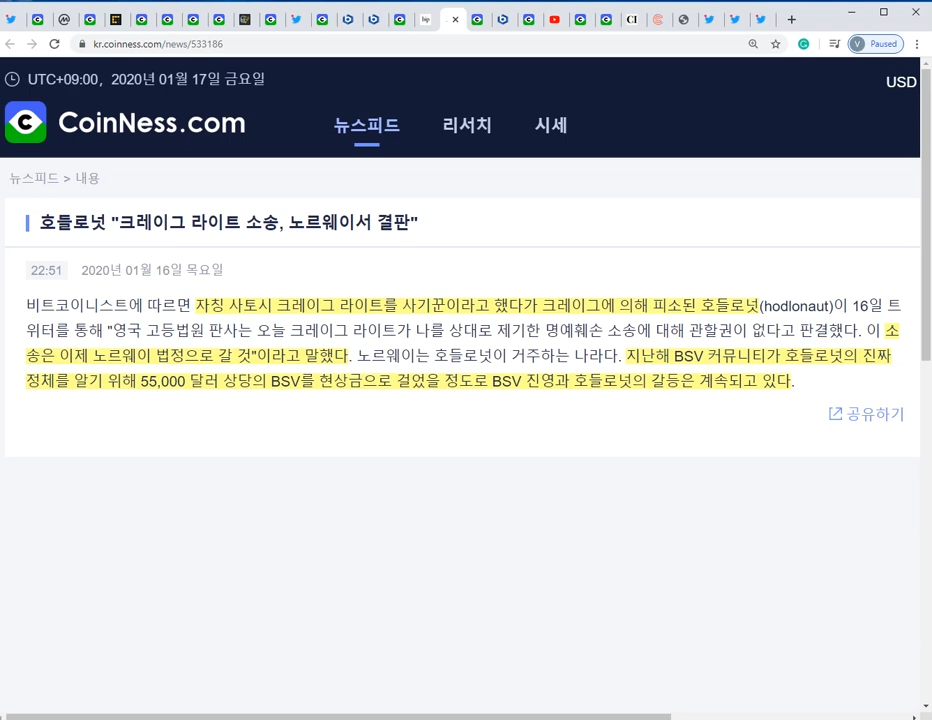 CI
kr.coinness.com/news/533186
V Paused
UTC+09:00, 2020년 01월 17일 금요일
USD
CoinNess.com
뉴스피드 리서치 시세
뉴스피드 > 내용
호들로넛 "크레이그 라이트 소송, 노르웨이서 결판"
22:51 2020년 01월 16일 목요일
비트코이니스트에 따르면 자칭 사토시 크레이그 라이트를 사기꾼이라고 했다가 크레이그에 의해 피소된 호들로넛(hodlonaut)이 16일 트
위터를 통해 "영국 고등법원 판사는 오늘 크레이그 라이트가 나를 상대로 제기한 명예훼손 소송에 대해 관할권이 없다고 판결했다. 이 소
송은 이제 노르웨이 법정으로 갈 것"이라고 말했다. 노르웨이는 호들로넛이 거주하는 나라다. 지난해 BSV 커뮤니티가 호들로넛의 진짜
정체를 알기 위해 55,000 달러 상당의 BSV를 현상금으로 걸었을 정도로 BSV 진영과 호들로넛의 갈등은 계속되고 있다.
공유하기